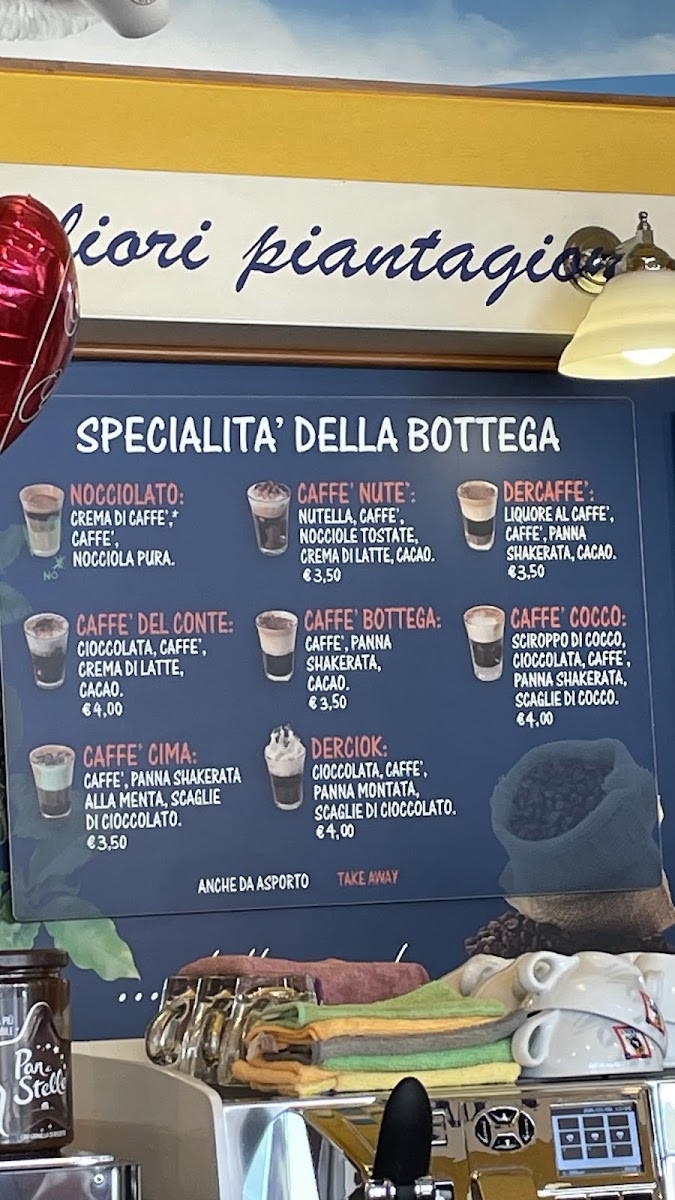 liori piantagion
SPECIALITA' DELLA BOTTEGA
NOCCIOLATO:
CREMA DI CAFFE',*
CAFFE',
NOCCIOLA PURA.
NO
CAFFE' NUTE':
NUTELLA, CAFFE',
NOCCIOLE TOSTATE,
CREMA DI LATTE, CACAO.
€3,50
DERCAFFE':
LIQUORE AL CAFFE',
CAFFE', PANNA
SHAKERATA, CACAO.
€3,50
CAFFE' DEL CONTE:
CIOCCOLATA, CAFFE',
CREMA DI LATTE,
CACAO.
€4,00
CAFFE' BOTTEGA:
CAFFE', PANNA
SHAKERATA,
CACAO.
€3,50
CAFFE' COCCO:
SCIROPPO DI COCCO,
CIOCCOLATA, CAFFE',
PANNA SHAKERATA,
SCAGLIE DI COCCO.
€4,00
CAFFE' CIMA:
CAFFE', PANNA SHAKERATA
ALLA MENTA, SCAGLIE
DI CIOCCOLATO.
€3,50
DERCIOK:
CIOCCOLATA, CAFFE',
PANNA MONTATA,
SCAGLIE DI CIOCCOLATO.
€4,00
ANCHE DA ASPORTO TAKE AWAY
Pan di
Stelle